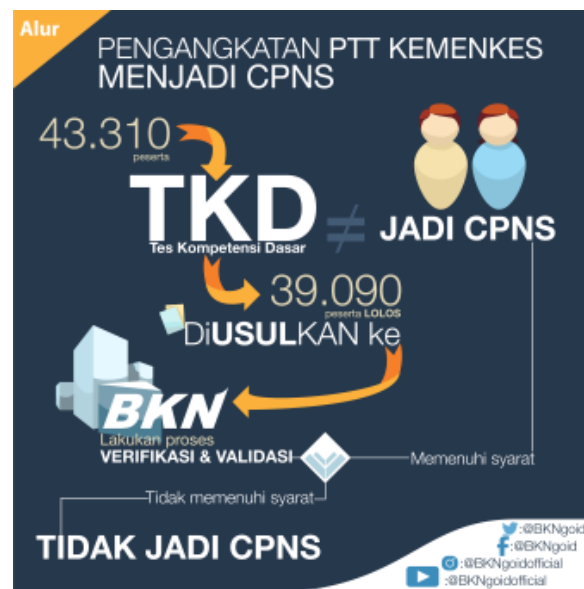 Alur
PENGANGKATAN PTT KEMENKES
MENJADI CPNS
43.310
peserta
TKD
Tes Kompetensi Dasar
≠ JADI CPNS
39.090
peserta LOLOS
DiUSULKAN ke
BKN
Lakukan proses
VERIFIKASI & VALIDASI
Memenuhi syarat
Tidak memenuhi syarat
TIDAK JADI CPNS
:@BKNgoid
:@BKNgoid
:@BKNgoidofficial
:@BKNgoidofficial